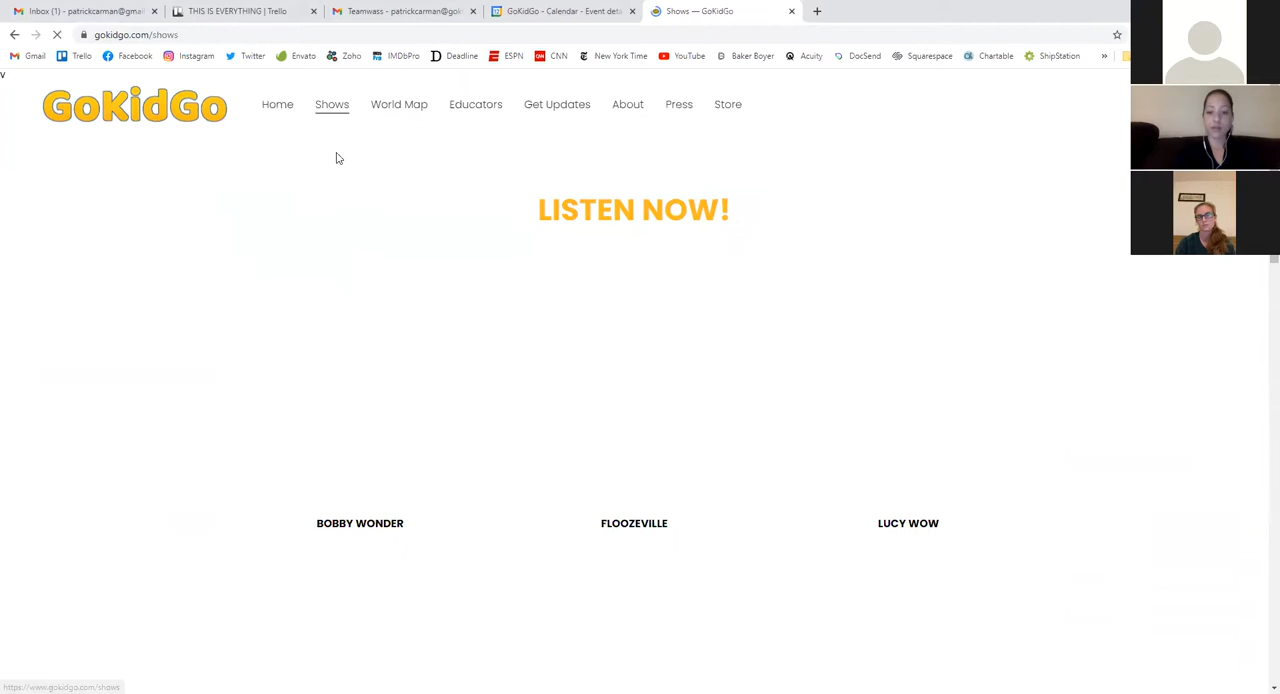 Inbox (1) - patrickcarman@gmai
THIS IS EVERYTHING | Trello
Teamwass - patrickcarman@gok
GoKidGo - Calendar - Event deta
Shows — GoKidGo
gokidgo.com/shows
Gmail Trello Facebook Instagram Twitter Envato Zoho IMDbPro Deadline ESPN CNN New York Time YouTube Baker Boyer Acuity DocSend Squarespace Chartable ShipStation »
v
GoKidGo Home Shows World Map Educators Get Updates About Press Store
LISTEN NOW!
BOBBY WONDER FLOOZEVILLE LUCY WOW
https://www.gokidgo.com/shows